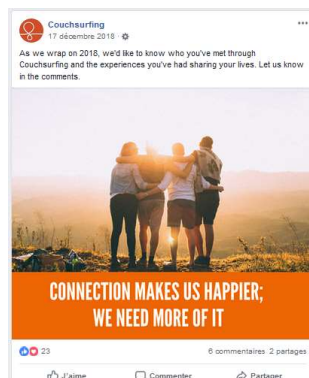 Couchsurfing
17 décembre 2018
As we wrap on 2018, we'd like to know who you've met through
Couchsurfing and the experiences you've had sharing your lives. Let us know
in the comments.
CONNECTION MAKES US HAPPIER;
WE NEED MORE OF IT
23
6 commentaires 2 partages
J'aime
Commenter
Partager